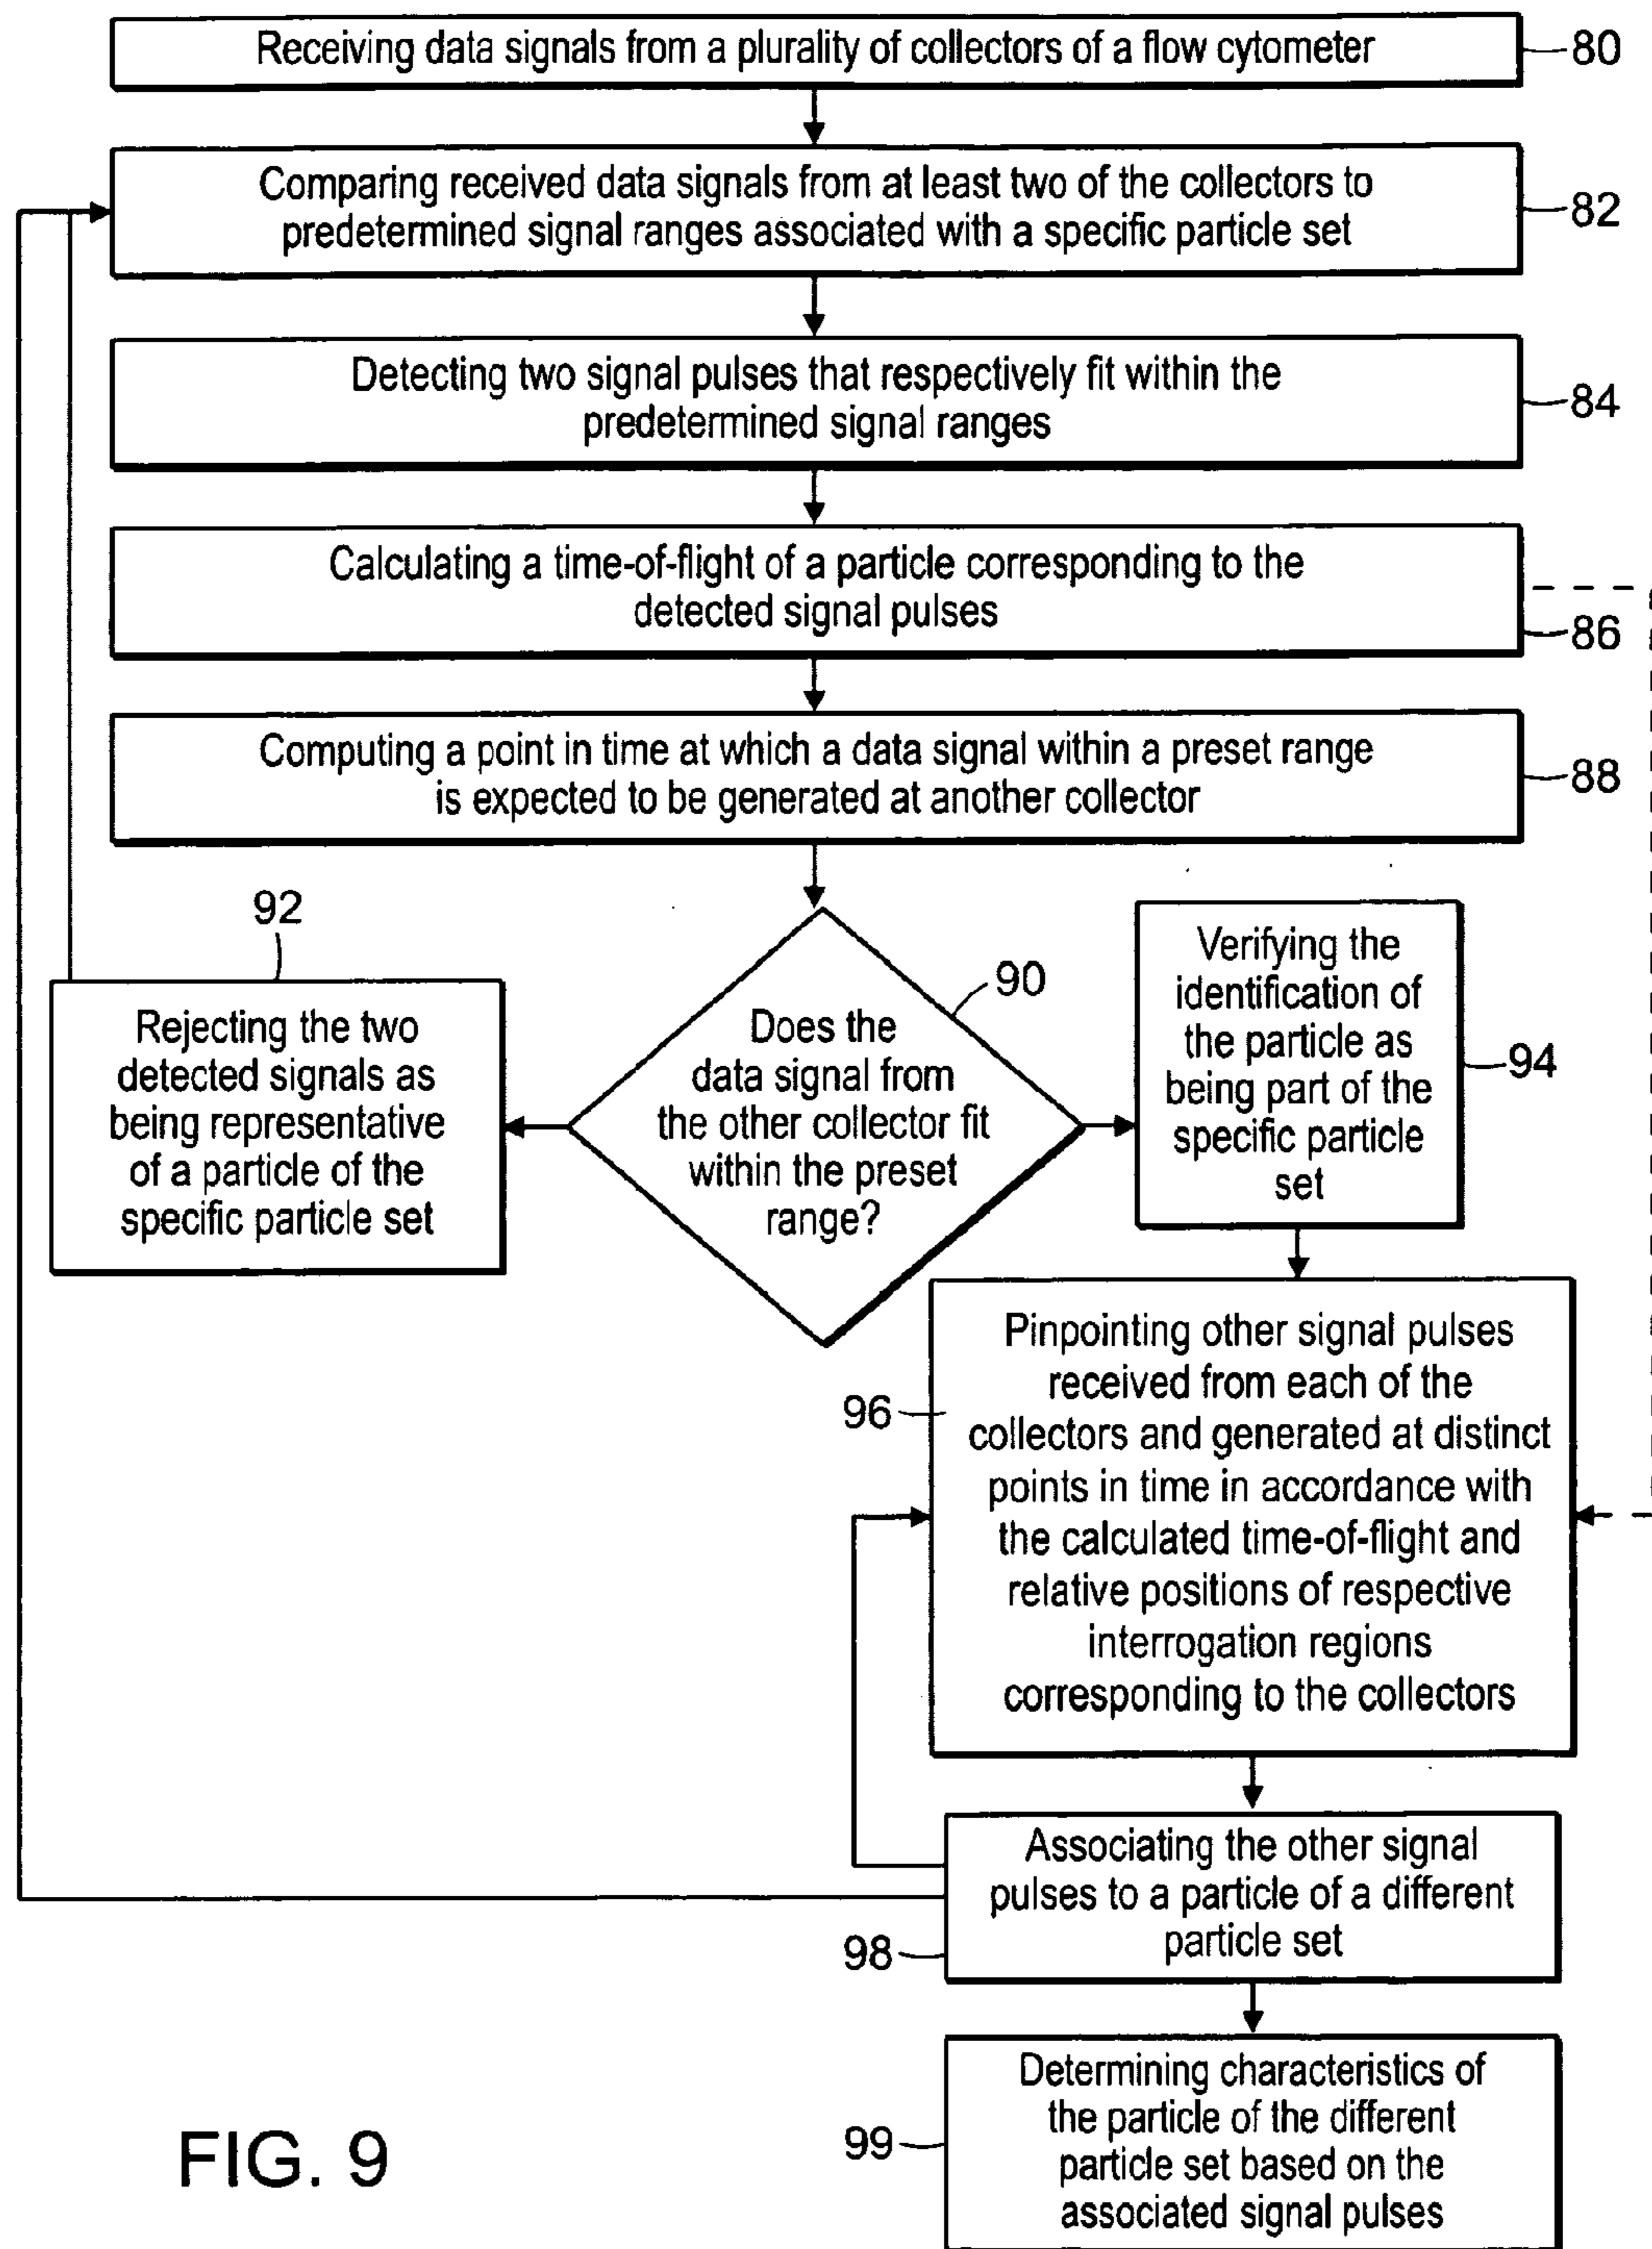 Receiving data signals from a plurality of collectors of a flow cytometer
80
Comparing received data signals from at least two of the collectors to
predetermined signal ranges associated with a specific particle set
82
Detecting two signal pulses that respectively fit within the
predetermined signal ranges
84
Calculating a time-of-flight of a particle corresponding to the
detected signal pulses
86
Computing a point in time at which a data signal within a preset range
is expected to be generated at another collector
88
92
Rejecting the two
detected signals as
being representative
of a particle of the
specific particle set
90
Does the
data signal from
the other collector fit
within the preset
range?
Verifying the
identification of
the particle as
being part of the
specific particle
set
94
96
Pinpointing other signal pulses
received from each of the
collectors and generated at distinct
points in time in accordance with
the calculated time-of-flight and
relative positions of respective
interrogation regions
corresponding to the collectors
Associating the other signal
pulses to a particle of a different
particle set
98
Determining characteristics of
the particle of the different
particle set based on the
associated signal pulses
99
FIG. 9